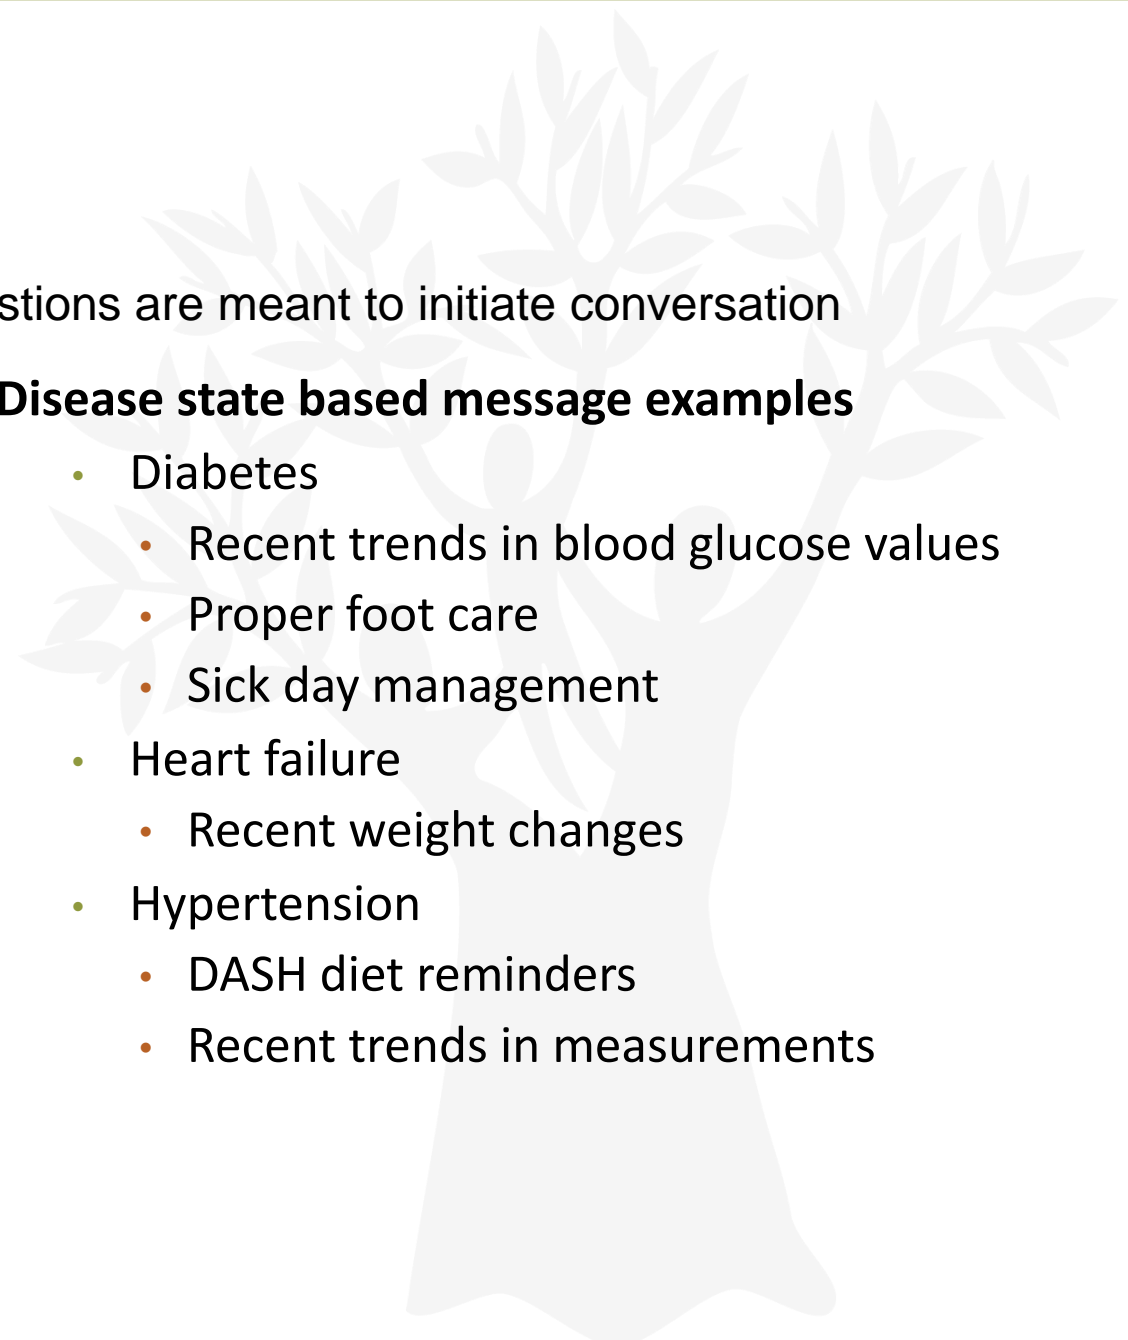 stions are meant to initiate conversation
Disease state based message examples
• Diabetes
• Recent trends in blood glucose values
• Proper foot care
• Sick day management
• Heart failure
• Recent weight changes
• Hypertension
• DASH diet reminders
• Recent trends in measurements